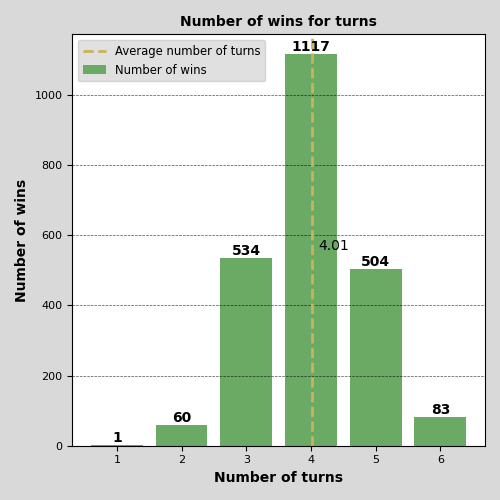 Number of wins for turns
Average number of turns
Number of wins
1117
534
504
4.01
60
83
1
Number of wins
1000
800
600
400
200
0
1 2 3 4 5 6
Number of turns